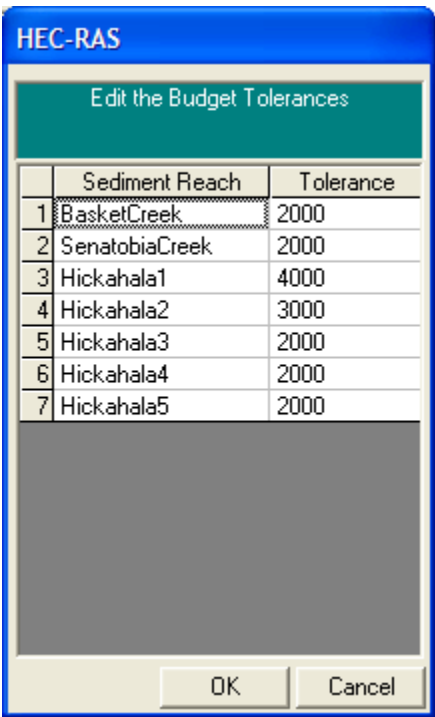 HEC-RAS
Edit the Budget Tolerances
Sediment Reach Tolerance
1 BasketCreek 2000
2 SenatobiaCreek 2000
3 Hickahala1 4000
4 Hickahala2 3000
5 Hickahala3 2000
6 Hickahala4 2000
7 Hickahala5 2000
OK Cancel